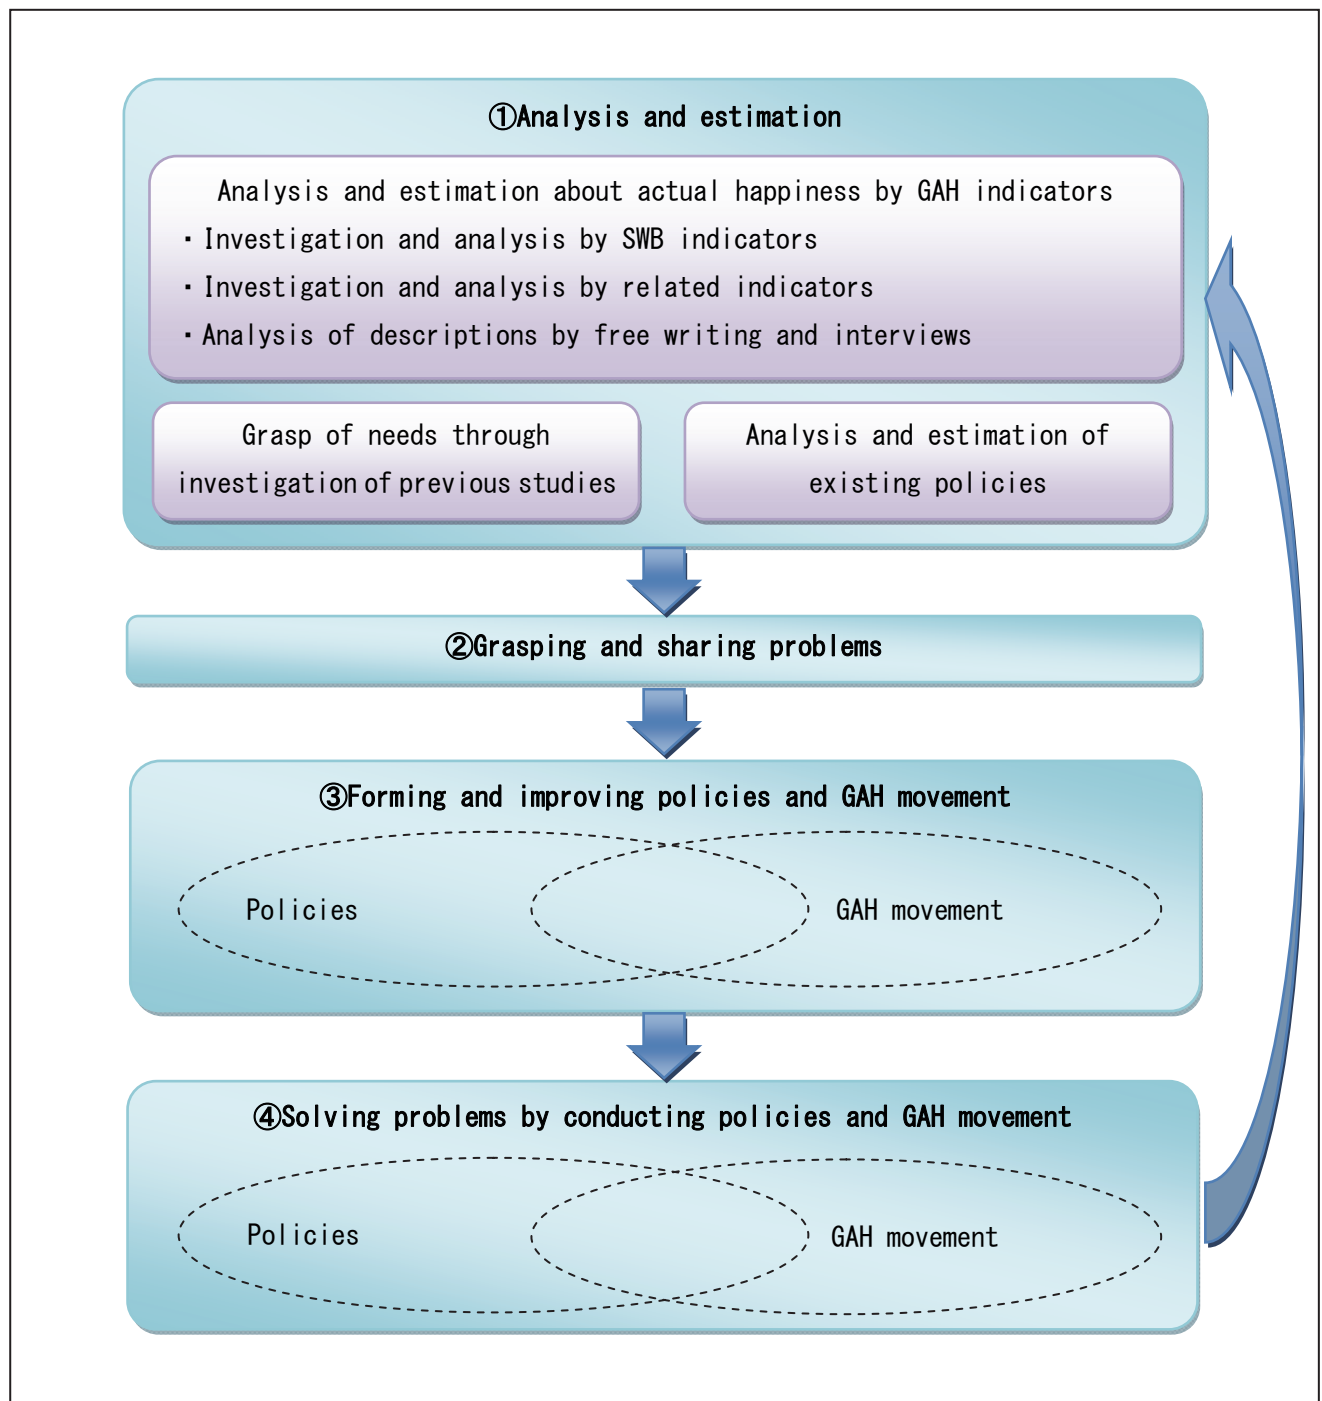 ①Analysis and estimation
Analysis and estimation about actual happiness by GAH indicators
・Investigation and analysis by SWB indicators
・Investigation and analysis by related indicators
・Analysis of descriptions by free writing and interviews
Grasp of needs through
investigation of previous studies
Analysis and estimation of
existing policies
②Grasping and sharing problems
③Forming and improving policies and GAH movement
Policies
GAH movement
④Solving problems by conducting policies and GAH movement
Policies
GAH movement